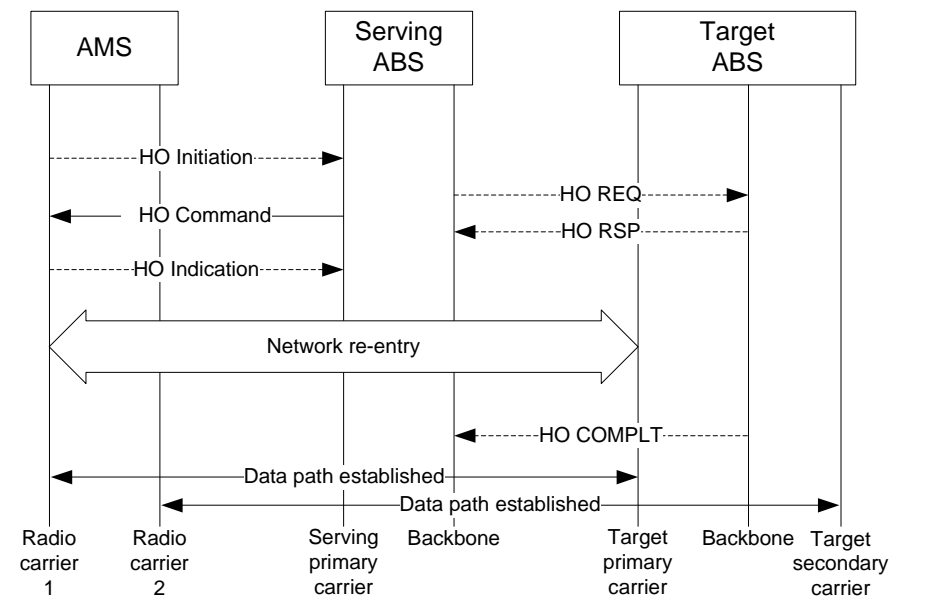 AMS
Serving
ABS
Target
ABS
HO Initiation
HO REQ
HO Command
HO RSP
HO Indication
Network re-entry
HO COMPLT
Data path established
Data path established
Radio
carrier
1
Radio
carrier
2
Serving
primary
carrier
Backbone
Target
primary
carrier
Backbone
Target
secondary
carrier